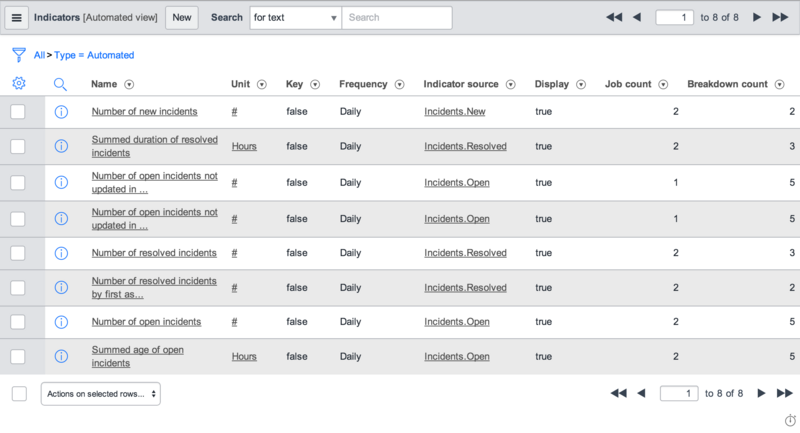 Indicators [Automated view] New Search for text Search 1 to 8 of 8
All > Type = Automated
Name Unit Key Frequency Indicator source Display Job count Breakdown count
Number of new incidents # false Daily Incidents.New true 2 2
Summed duration of resolved
incidents Hours false Daily Incidents.Resolved true 2 3
Number of open incidents not
updated in ... # false Daily Incidents.Open true 1 5
Number of open incidents not
updated in ... # false Daily Incidents.Open true 1 5
Number of resolved incidents # false Daily Incidents.Resolved true 2 3
Number of resolved incidents
by first as... # false Daily Incidents.Resolved true 2 2
Number of open incidents # false Daily Incidents.Open true 2 5
Summed age of open
incidents Hours false Daily Incidents.Open true 2 5
Actions on selected rows... 1 to 8 of 8